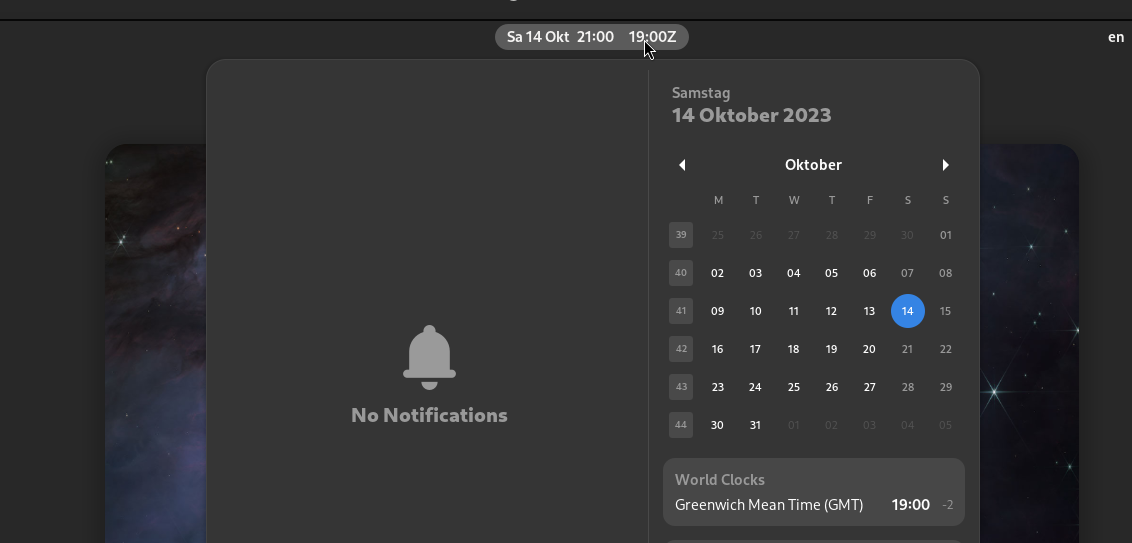 Sa 14 Okt 21:00 19:00Z
en
No Notifications
Samstag
14 Oktober 2023
Oktober
M T W T F S S
39 25 26 27 28 29 30 01
40 02 03 04 05 06 07 08
41 09 10 11 12 13 14 15
42 16 17 18 19 20 21 22
43 23 24 25 26 27 28 29
44 30 31 01 02 03 04 05
World Clocks
Greenwich Mean Time (GMT) 19:00 -2